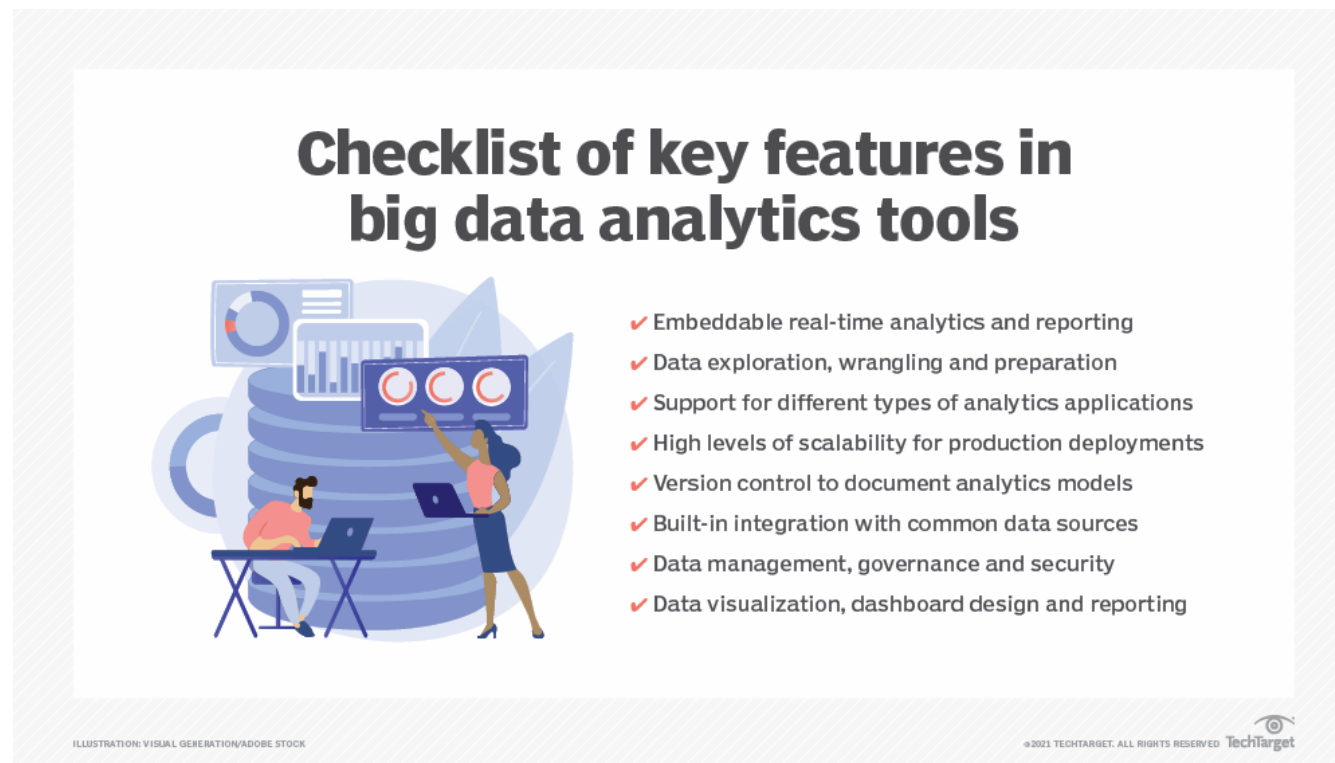 Checklist of key features in
big data analytics tools
✔ Embeddable real-time analytics and reporting
✔ Data exploration, wrangling and preparation
✔ Support for different types of analytics applications
✔ High levels of scalability for production deployments
✔ Version control to document analytics models
✔ Built-in integration with common data sources
✔ Data management, governance and security
✔ Data visualization, dashboard design and reporting
ILLUSTRATION: VISUAL GENERATION/ADOBE STOCK
©2021 TECHTARGET. ALL RIGHTS RESERVED TechTarget